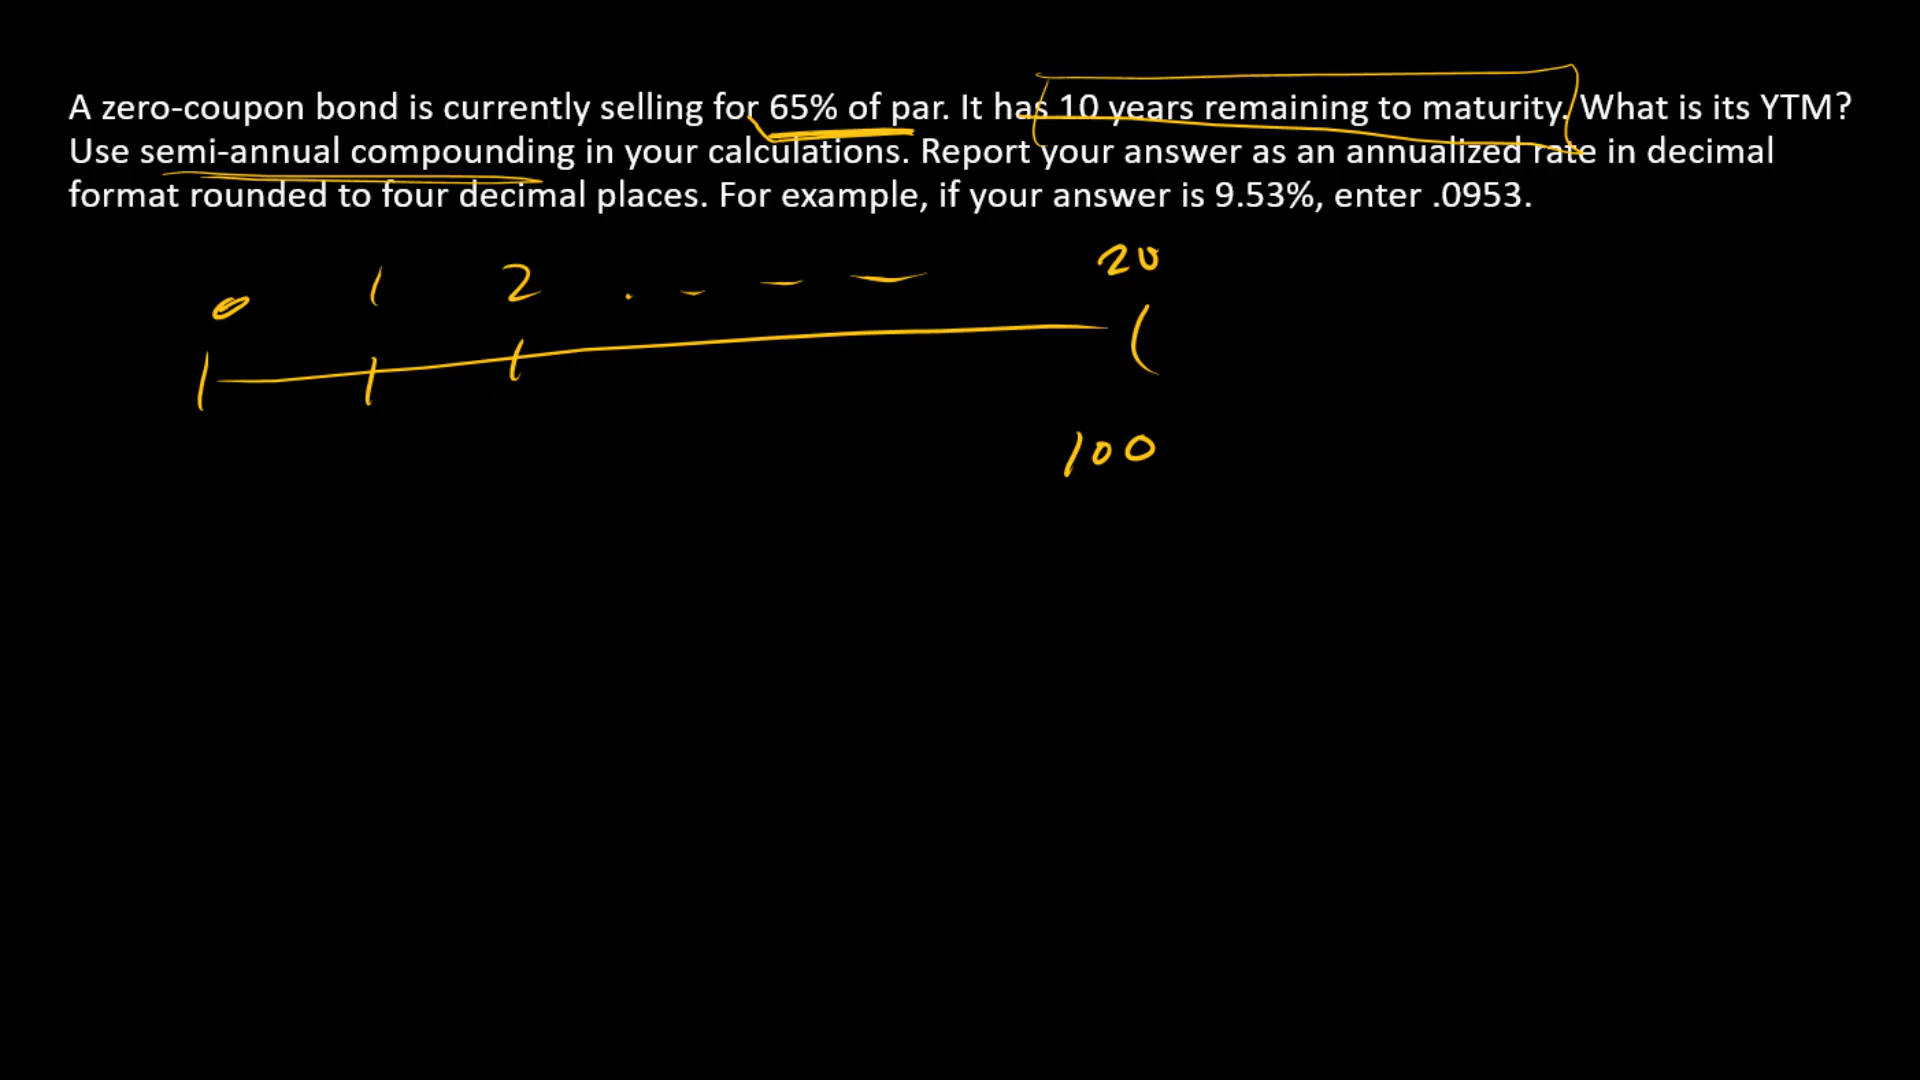 A zero-coupon bond is currently selling for 65% of par. It has 10 years remaining to maturity. What is its YTM?
Use semi-annual compounding in your calculations. Report your answer as an annualized rate in decimal
format rounded to four decimal places. For example, if your answer is 9.53%, enter .0953.
0 1 2 . - - - 20
100